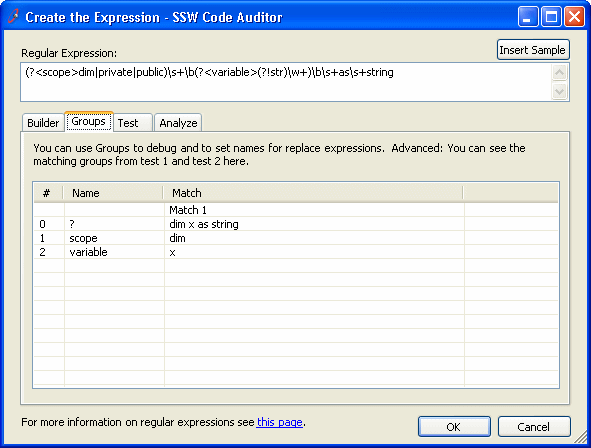 Create the Expression - SSW Code Auditor
Regular Expression:
Insert Sample
(?<scope>dim|private|public)\s+\b(?<variable>(?!str)\w+)\b\s+as\s+string
Builder Groups Test Analyze
You can use Groups to debug and to set names for replace expressions. Advanced: You can see the
matching groups from test 1 and test 2 here.
# Name Match
Match 1
0 ? dim x as string
1 scope dim
2 variable x
For more information on regular expressions see this page.
OK Cancel